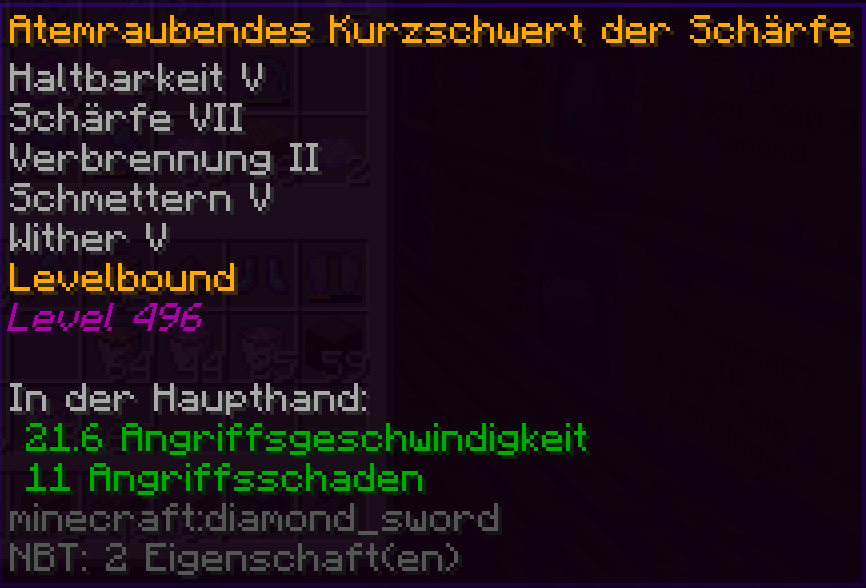 Atemraubendes Kurzschwert der Schärfe
Haltbarkeit V
Schärfe VII
Verbrennung II
Schmettern V
Wither V
Levelbound
Level 496
In der Haupthand:
21.6 Angriffsgeschwindigkeit
11 Angriffsschaden
minecraft:diamond_sword
NBT: 2 Eigenschaft(en)